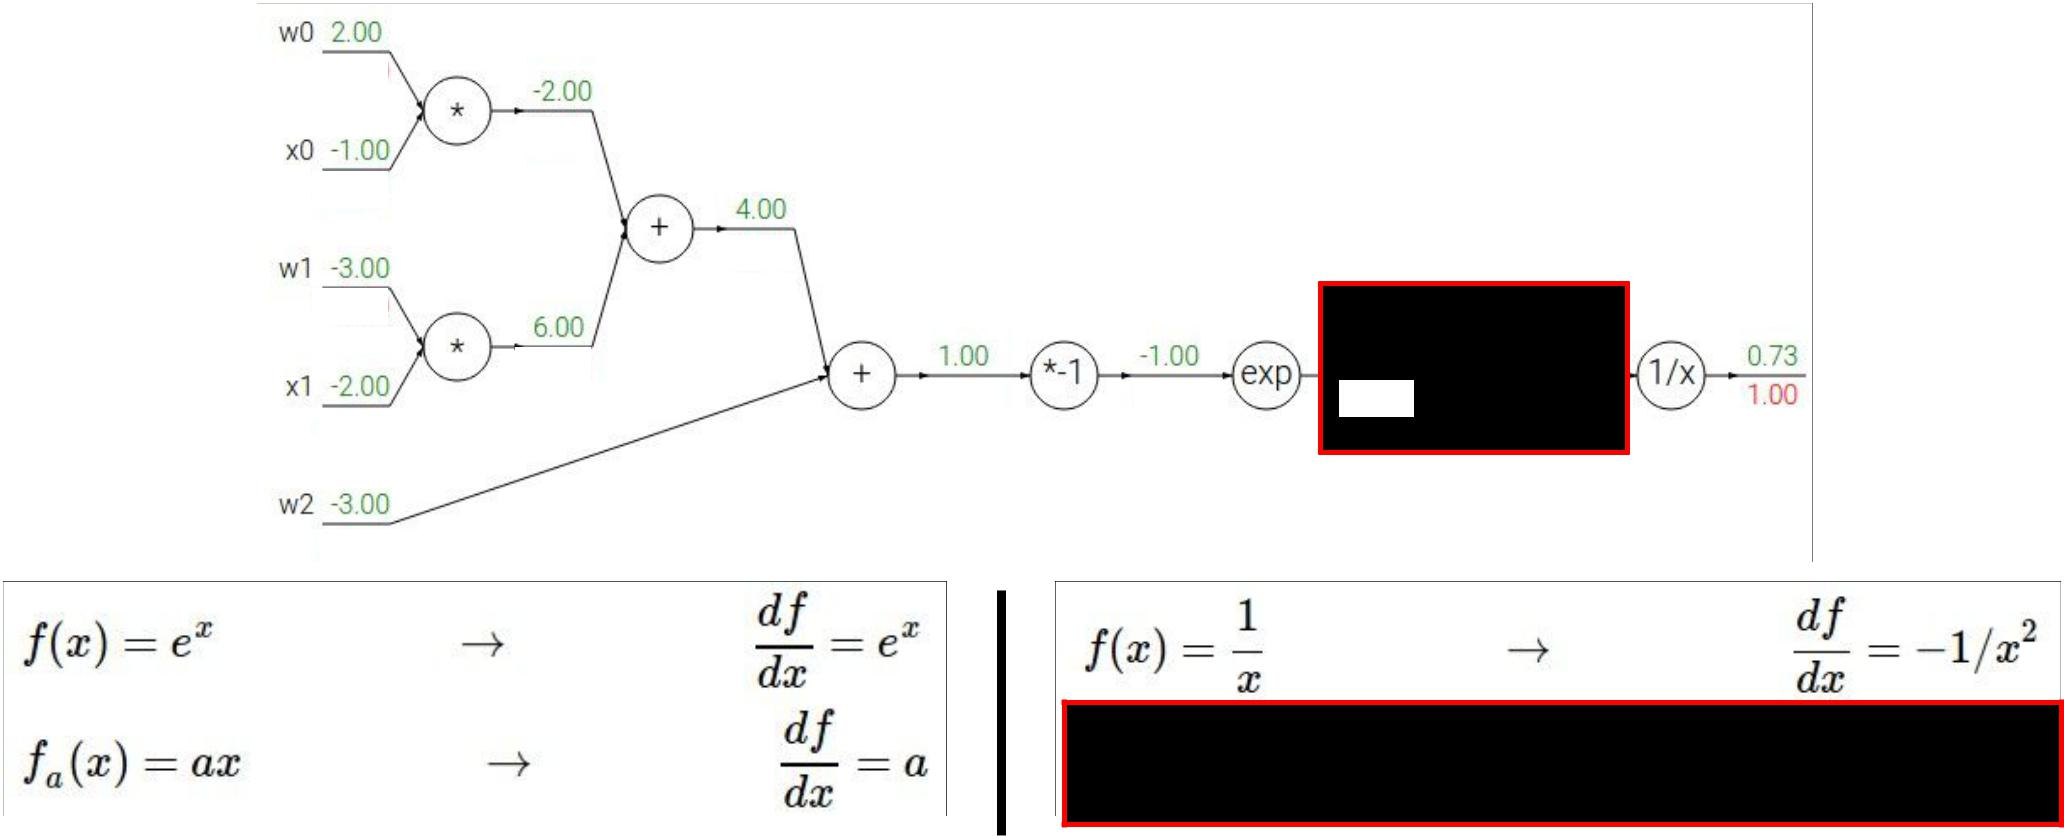 w0 2.00
-2.00
*
x0 -1.00
4.00
+
w1 -3.00
6.00
*
x1 -2.00
+ 1.00 *-1 -1.00 exp 1/x 0.73
1.00
w2 -3.00
f(x) = e^x → df/dx = e^x
f_a(x) = ax → df/dx = a
f(x) = 1/x → df/dx = -1/x^2